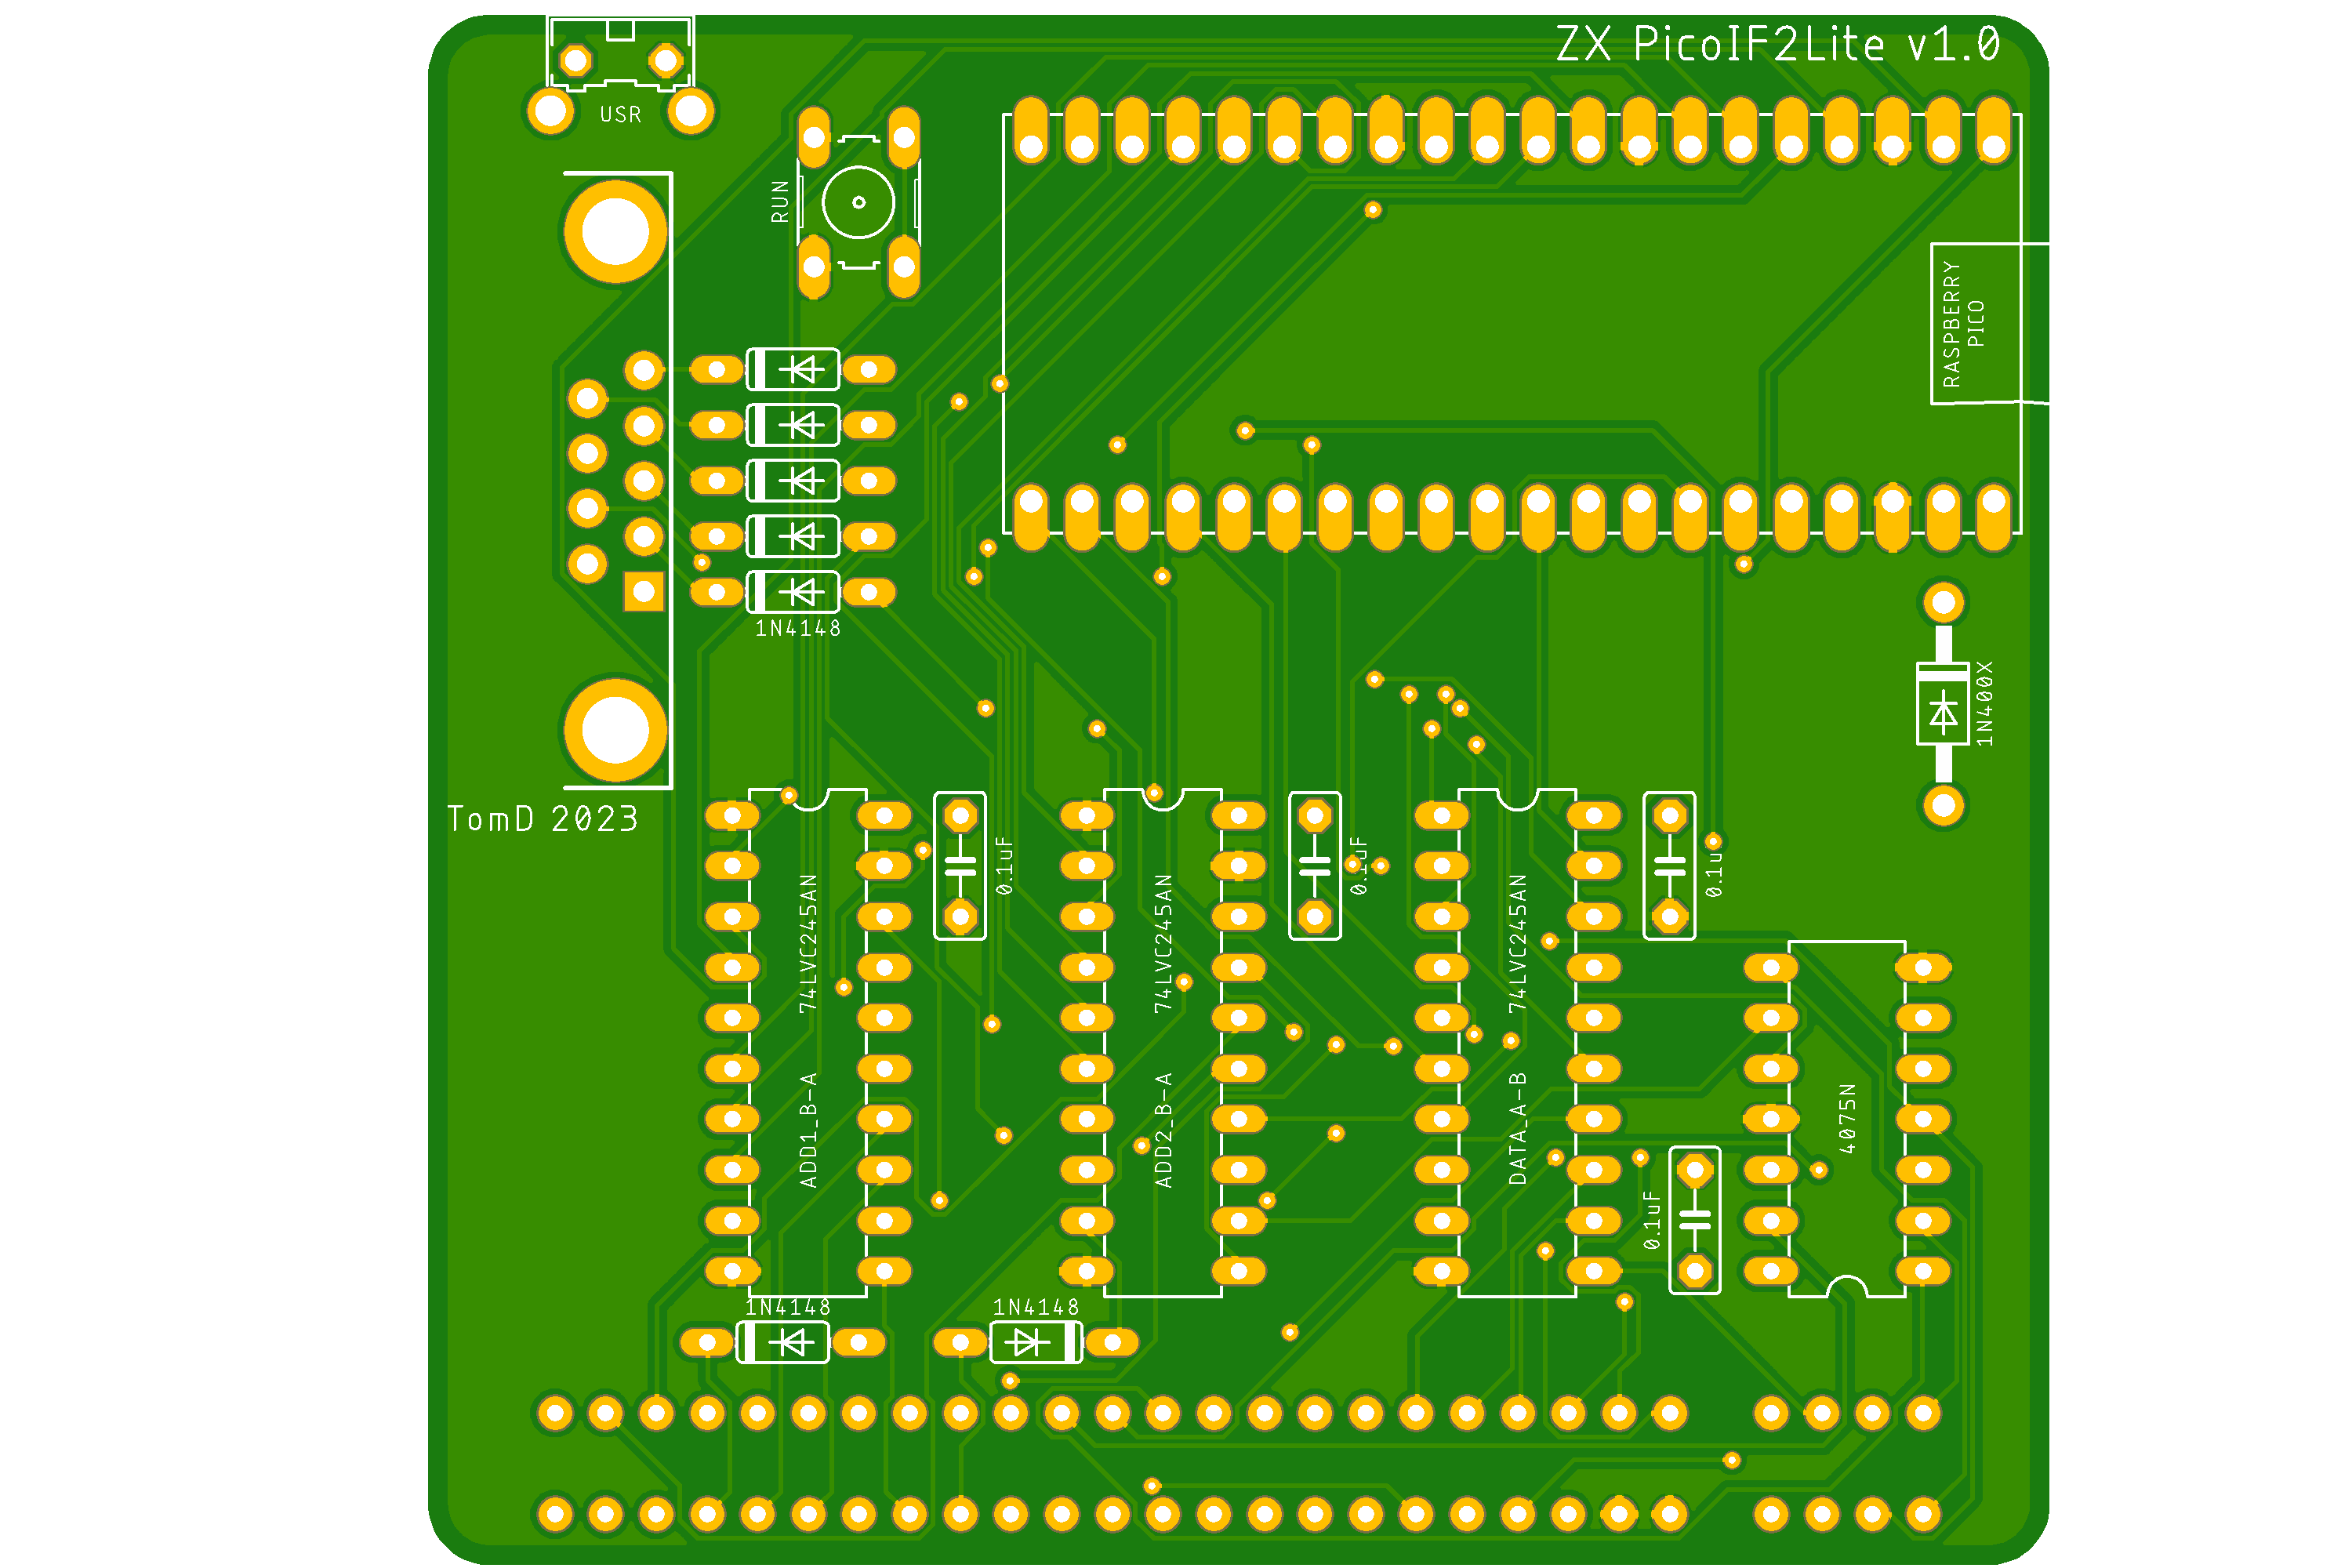 ZX PicoIF2Lite v1.0
USR
RUN
RASPBERRY
PICO
1N4148
1N400X
TomD 2023
74LVC245AN
ADD1_B-A
0.1uF
74LVC245AN
ADD2_B-A
0.1uF
74LVC245AN
DATA_A-B
0.1u
4075N
0.1uF
1N4148
1N4148